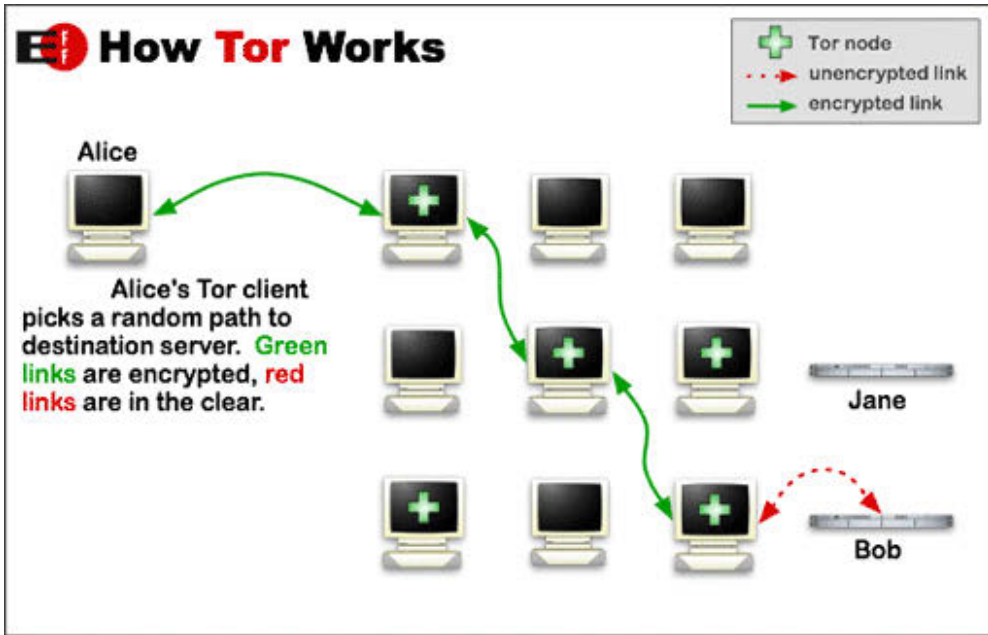 EFF How Tor Works
Tor node
unencrypted link
encrypted link
Alice
Alice's Tor client
picks a random path to
destination server. Green
links are encrypted, red
links are in the clear.
Jane
Bob